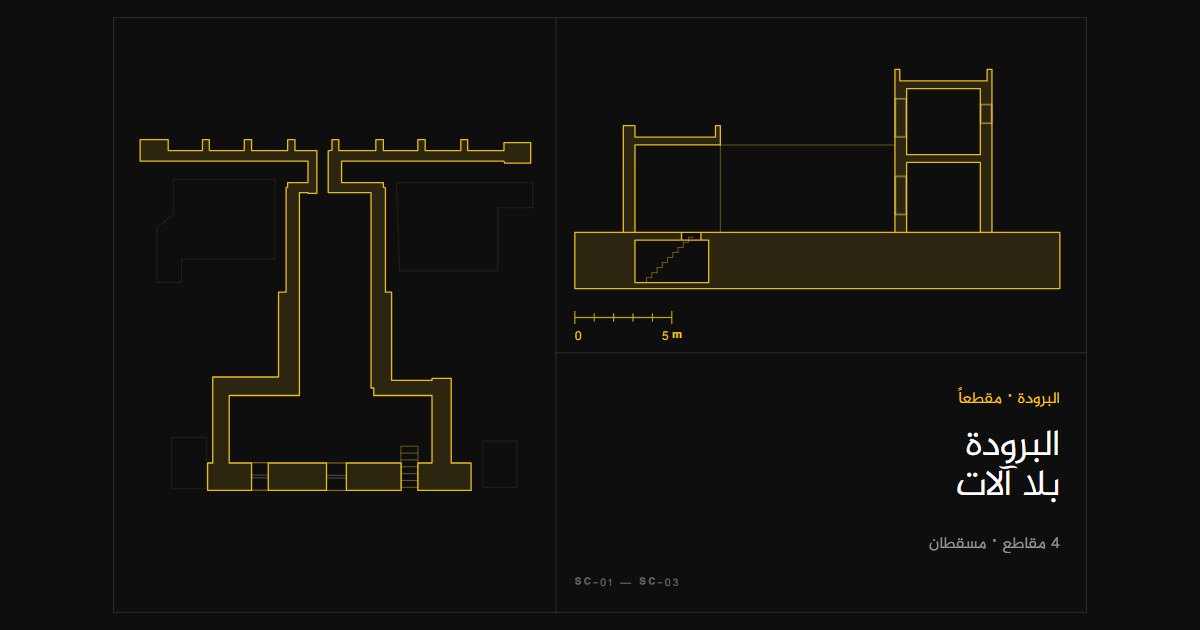 0 5 m
البرودة · مقطعاً
البرودة
بلا آلات
4 مقاطع · مسقطان
SC-01 — SC-03